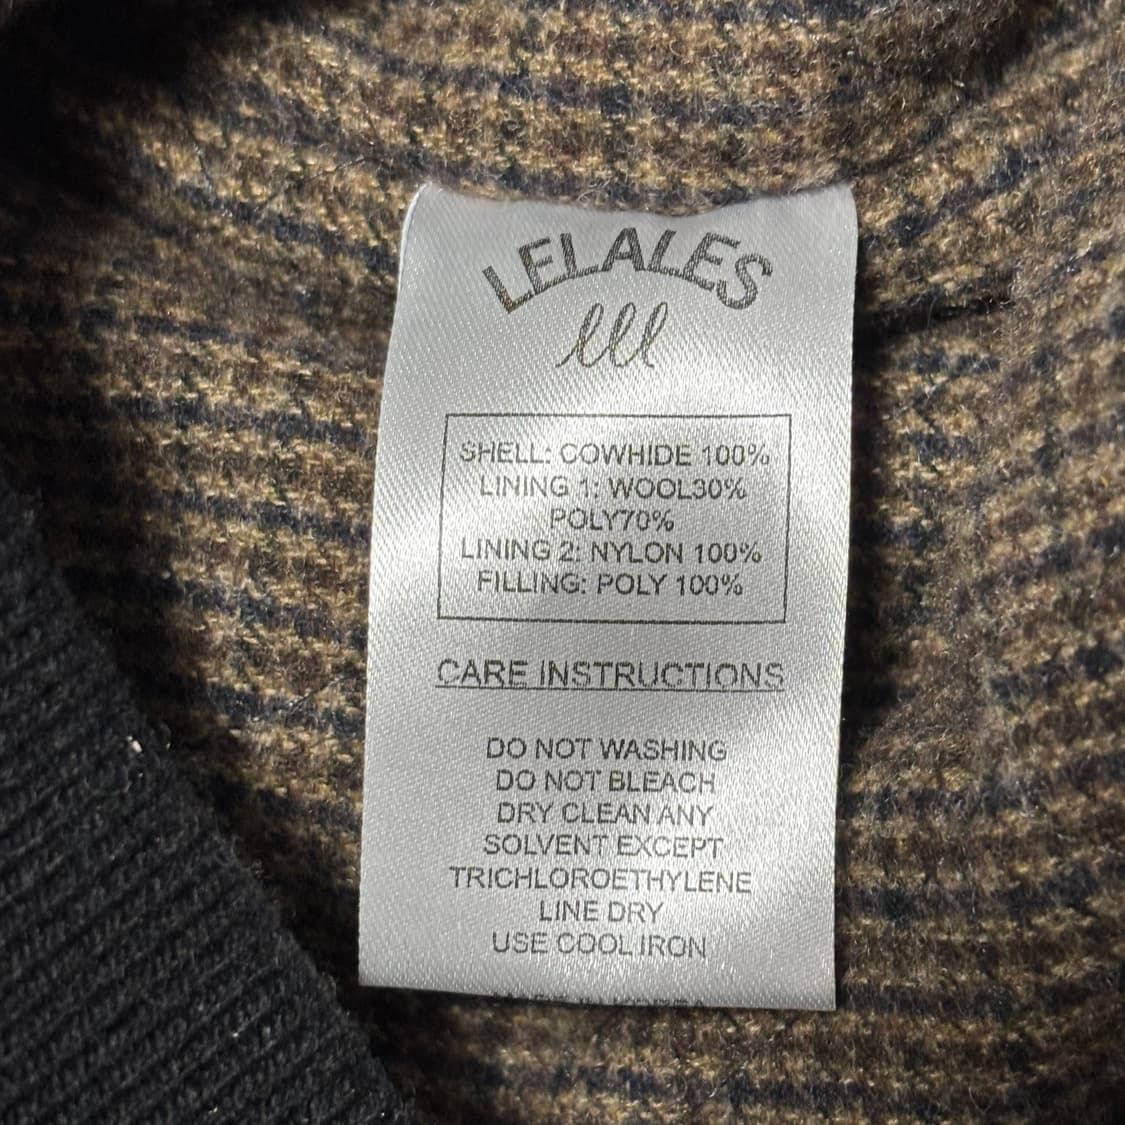 LELALES
lll
SHELL: COWHIDE 100%
LINING 1: WOOL30%
POLY70%
LINING 2: NYLON 100%
FILLING: POLY 100%
CARE INSTRUCTIONS
DO NOT WASHING
DO NOT BLEACH
DRY CLEAN ANY
SOLVENT EXCEPT
TRICHLOROETHYLENE
LINE DRY
USE COOL IRON